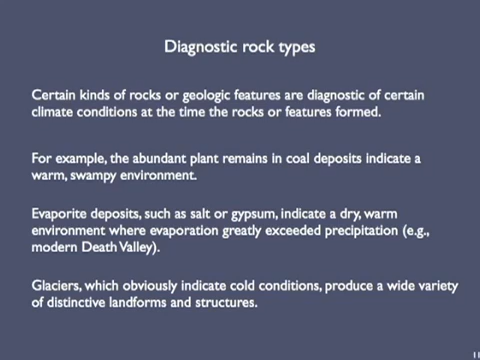 Diagnostic rock types
Certain kinds of rocks or geologic features are diagnostic of certain
climate conditions at the time the rocks or features formed.
For example, the abundant plant remains in coal deposits indicate a
warm, swampy environment.
Evaporite deposits, such as salt or gypsum, indicate a dry, warm
environment where evaporation greatly exceeded precipitation (e.g.,
modern Death Valley).
Glaciers, which obviously indicate cold conditions, produce a wide variety
of distinctive landforms and structures.